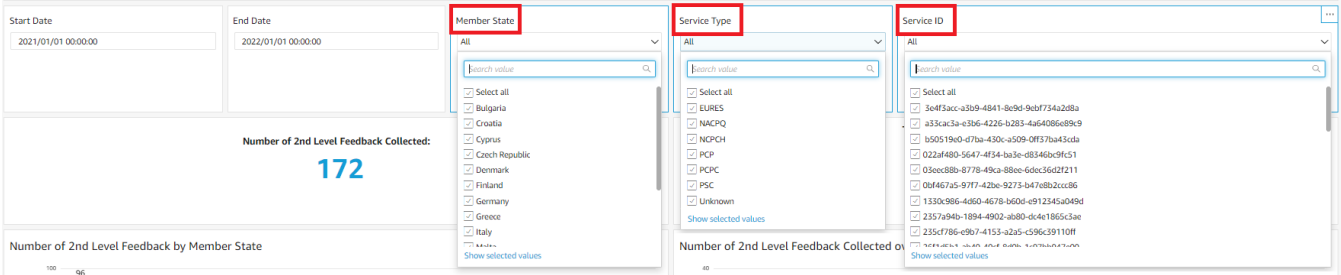 Start Date
2021/01/01 00:00:00
End Date
2022/01/01 00:00:00
Member State
All
Search value
Select all
Bulgaria
Croatia
Cyprus
Czech Republic
Denmark
Finland
Germany
Greece
Italy
Malta
Show selected values
Service Type
All
Search value
Select all
EURES
NACPQ
NCPCH
PCP
PCPC
PSC
Unknown
Show selected values
Service ID
All
Search value
Select all
3e4f3acc-a3b9-4841-8e9d-9ebf734a2d8a
a33cac3a-e3b6-4226-b283-4a64086e89c9
b50519e0-d7ba-430c-a509-0ff37ba43cda
022af480-5647-4f34-ba3e-d8346bc9fc51
03eec88b-8778-49ca-88ee-6dec36d2f211
0bf467a5-97f7-42be-9273-b47e8b2ccc86
1330c986-4d60-4678-b60d-e912345a049d
2357a94b-1894-4902-ab80-dc4e1865c3ae
235cf786-e9b7-4153-a2a5-c596c39110ff
Show selected values
Number of 2nd Level Feedback Collected:
172
Number of 2nd Level Feedback by Member State
100
96
Number of 2nd Level Feedback Collected
40